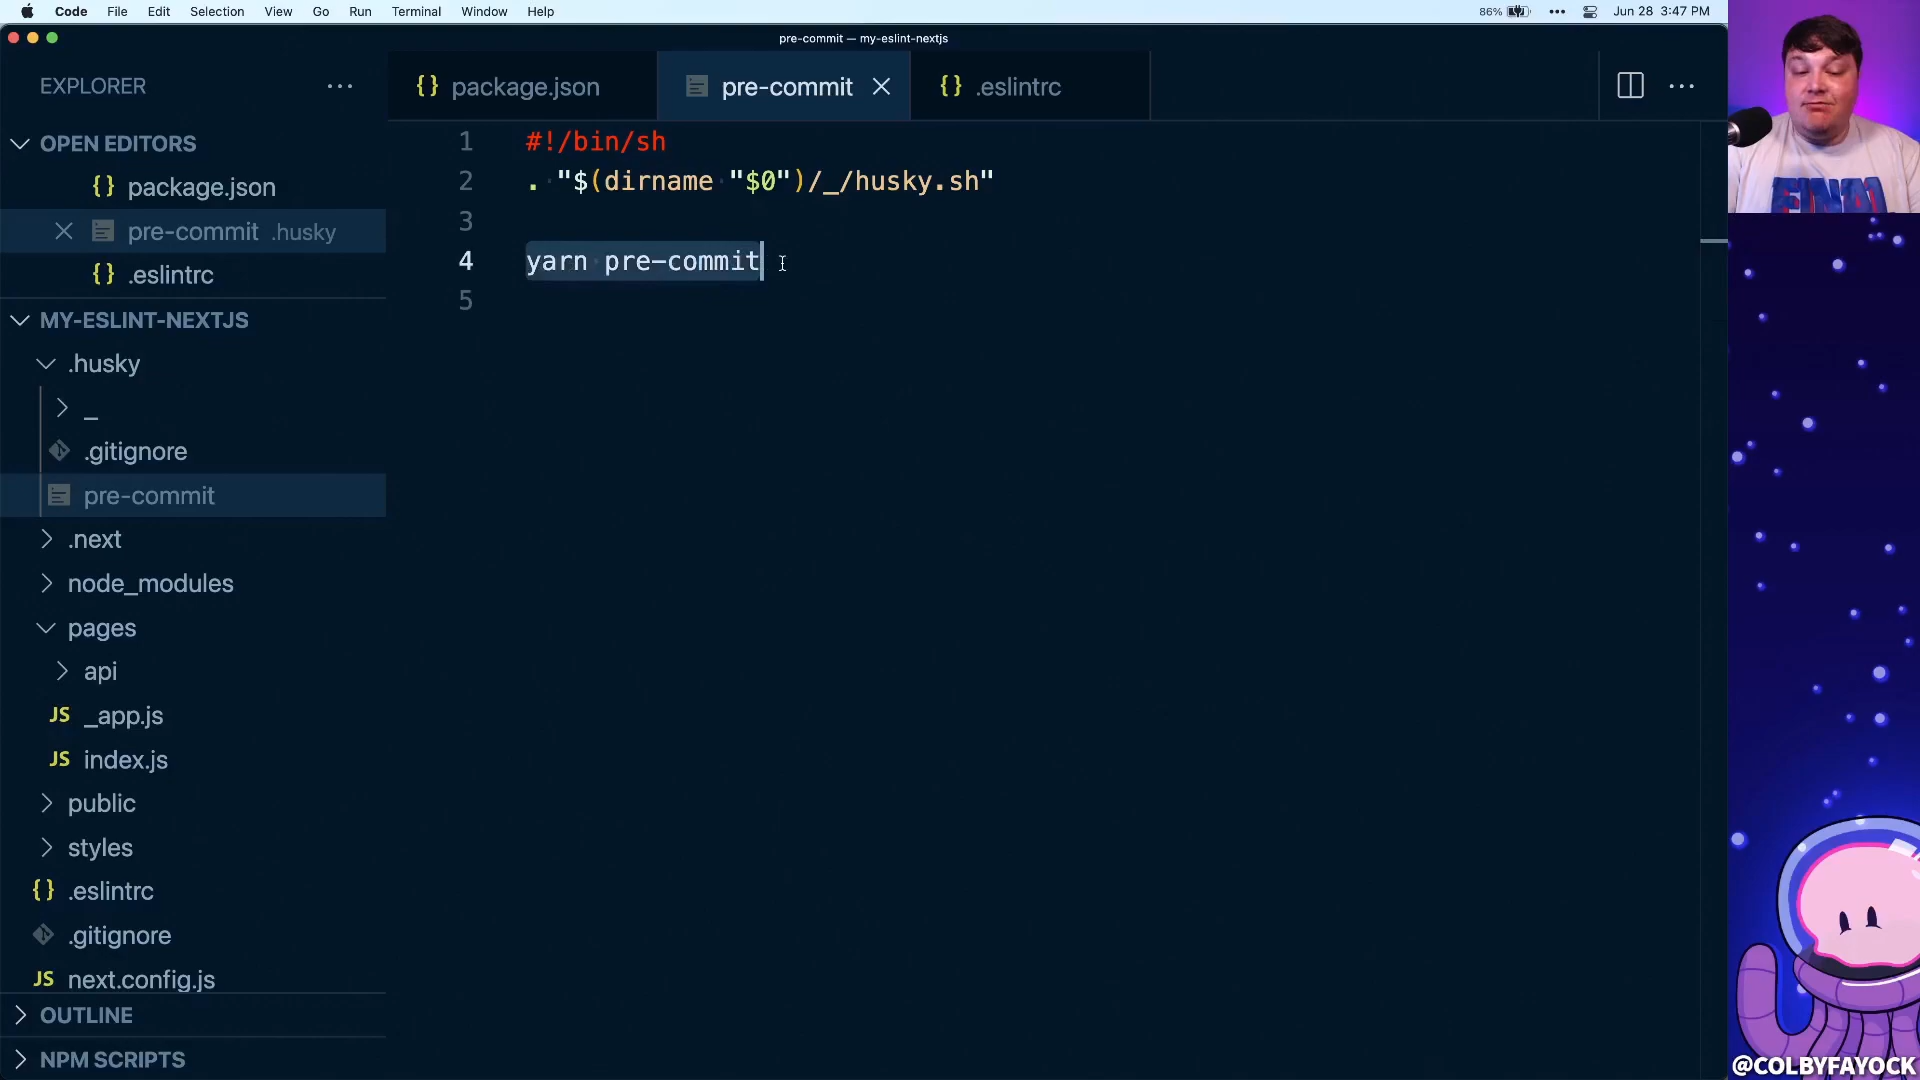 Code File Edit Selection View Go Run Terminal Window Help 86% Jun 28 3:47 PM
pre-commit — my-eslint-nextjs
EXPLORER
OPEN EDITORS
{} package.json
pre-commit .husky
{} .eslintrc
MY-ESLINT-NEXTJS
.husky
_
.gitignore
pre-commit
.next
node_modules
pages
api
JS _app.js
JS index.js
public
styles
{} .eslintrc
.gitignore
JS next.config.js
OUTLINE
NPM SCRIPTS
{} package.json pre-commit {} .eslintrc
1 #!/bin/sh
2 . "$(dirname "$0")/_/husky.sh"
3
4 yarn pre-commit
5
@COLBYFAYOCK